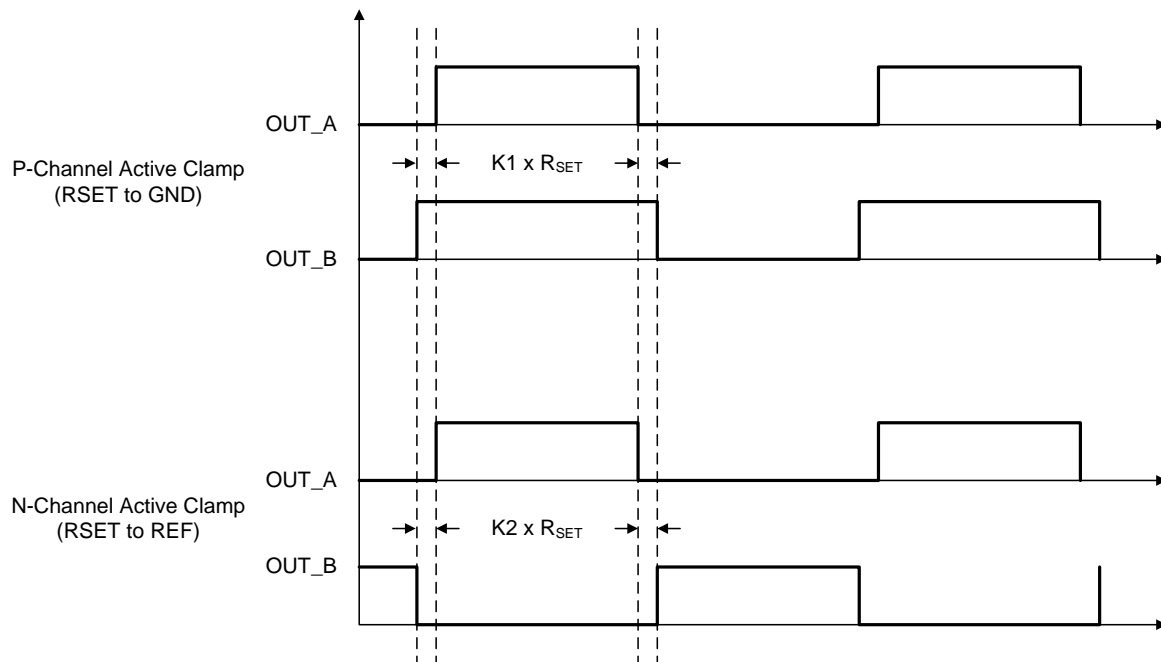 OUT_A
P-Channel Active Clamp
(RSET to GND)
K1 x RSET
OUT_B
OUT_A
N-Channel Active Clamp
(RSET to REF)
K2 x RSET
OUT_B